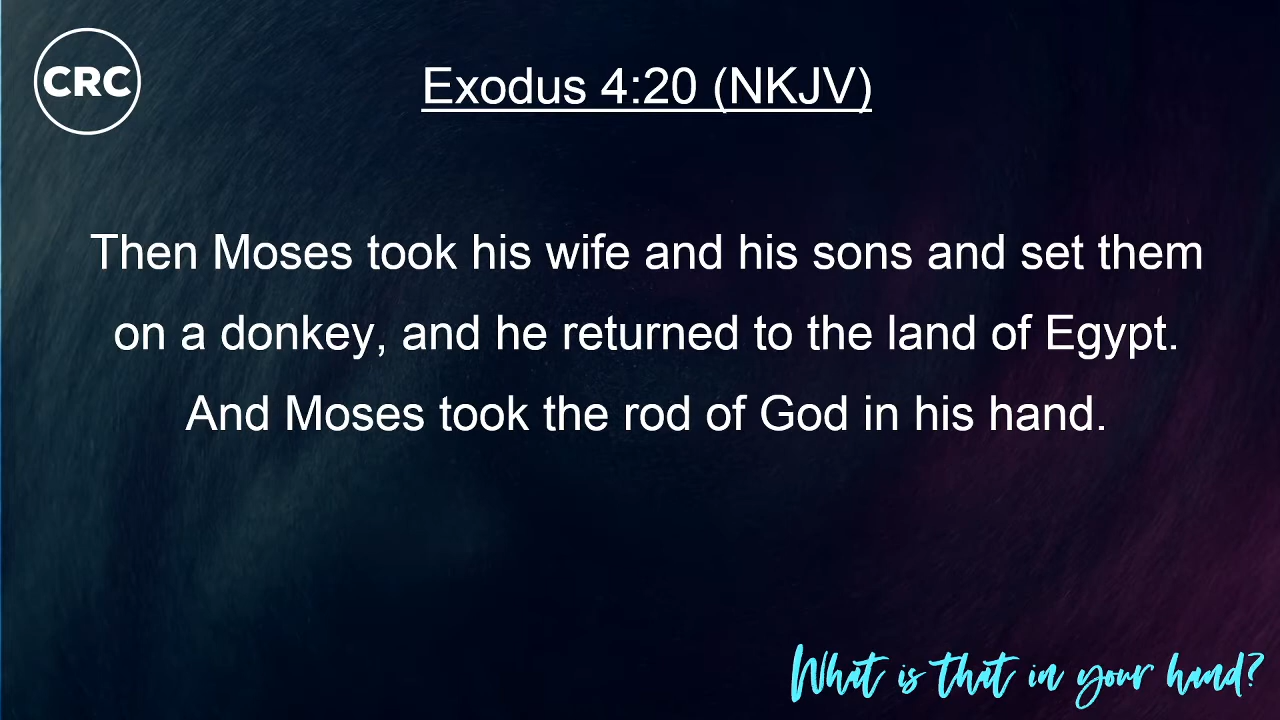 CRC
Exodus 4:20 (NKJV)
Then Moses took his wife and his sons and set them
on a donkey, and he returned to the land of Egypt.
And Moses took the rod of God in his hand.
What is that in your hand?